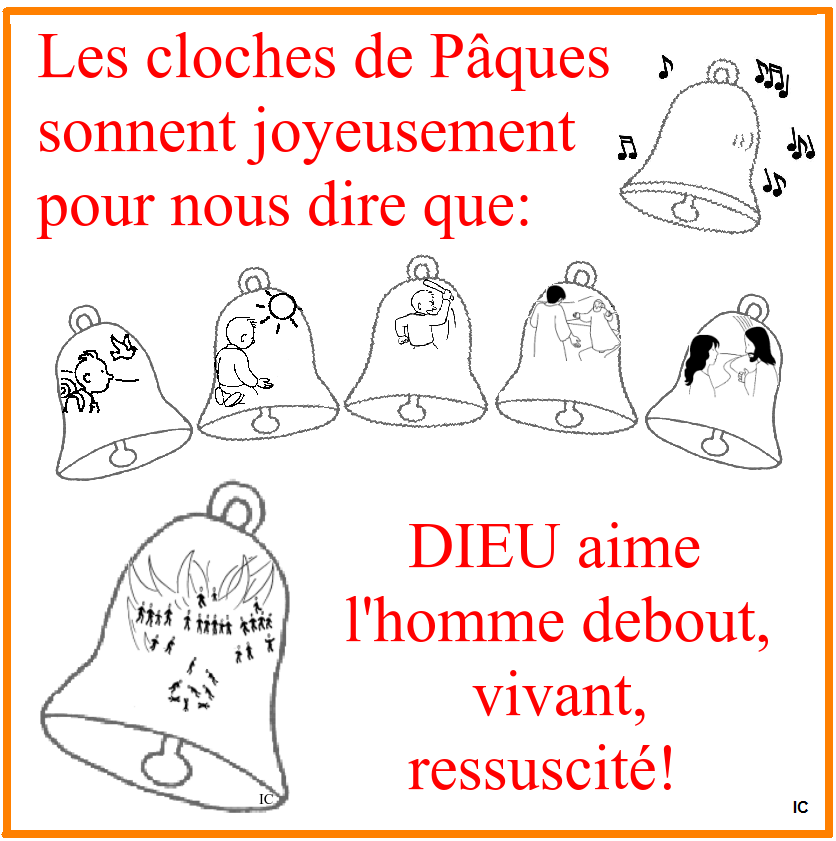 Les cloches de Pâques
sonnent joyeusement
pour nous dire que:
DIEU aime
l'homme debout,
vivant,
ressuscité!
IC
IC